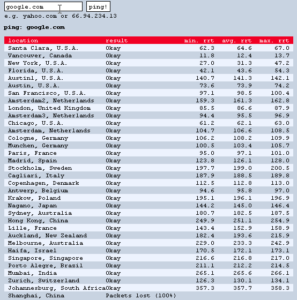 google.com ping!
e.g. yahoo.com or 66.94.234.13
ping: google.com
location result min. rrt avg. rrt max. rrt
Santa Clara, U.S.A. Okay 62.3 64.6 67.0
Vancouver, Canada Okay 11.8 12.4 13.7
New York, U.S.A. Okay 27.0 31.3 47.2
Florida, U.S.A. Okay 42.1 43.6 54.3
Austin1, U.S.A. Okay 140.7 141.3 142.1
Austin, U.S.A. Okay 73.6 73.9 74.2
San Francisco, U.S.A. Okay 97.1 98.5 100.4
Amsterdam2, Netherlands Okay 159.3 161.3 162.8
London, United Kingdom Okay 85.5 86.6 87.9
Amsterdam3, Netherlands Okay 94.4 95.5 96.9
Chicago, U.S.A. Okay 61.2 62.1 63.0
Amsterdam, Netherlands Okay 104.7 106.6 108.5
Cologne, Germany Okay 106.2 108.2 109.9
Munchen, Germany Okay 100.5 103.4 105.7
Paris, France Okay 95.0 97.1 101.0
Madrid, Spain Okay 123.8 126.1 128.0
Stockholm, Sweden Okay 197.7 199.0 200.5
Cagliari, Italy Okay 187.9 188.5 189.8
Copenhagen, Denmark Okay 112.5 112.8 113.0
Antwerp, Belgium Okay 94.6 95.8 97.0
Krakow, Poland Okay 195.1 196.1 196.9
Nagano, Japan Okay 144.2 145.0 146.4
Sydney, Australia Okay 180.7 182.5 187.5
Hong Kong, China Okay 249.9 251.1 254.9
Lille, France Okay 143.4 152.9 158.9
Auckland, New Zealand Okay 182.4 193.6 215.9
Melbourne, Australia Okay 229.0 233.3 242.9
Haifa, Israel Okay 170.5 172.1 173.1
Singapore, Singapore Okay 216.6 216.8 217.0
Porto Alegre, Brazil Okay 211.1 212.2 214.5
Mumbai, India Okay 265.1 265.6 266.1
Zurich, Switzerland Okay 126.3 130.1 134.1
Johannesburg, South Africa Okay 357.3 357.7 358.3
Shanghai, China Packets lost (100%)